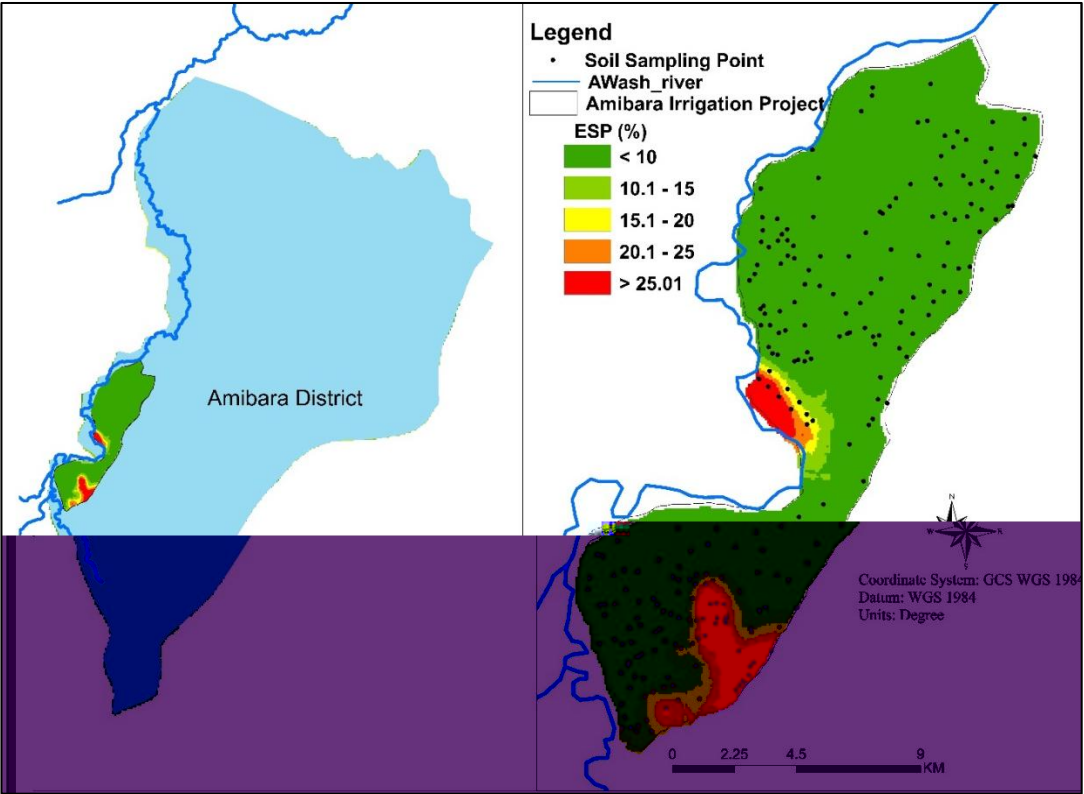 Legend
Soil Sampling Point
AWash_river
Amibara Irrigation Project
ESP (%)
< 10
10.1 - 15
15.1 - 20
20.1 - 25
> 25.01
Amibara District
N
W
S
Coordinate System: GCS WGS 1984
Datum: WGS 1984
Units: Degree
0 2.25 4.5 9
KM